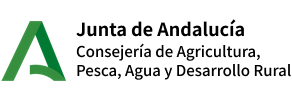 Junta de Andalucía
Consejería de Agricultura,
Pesca, Agua y Desarrollo Rural